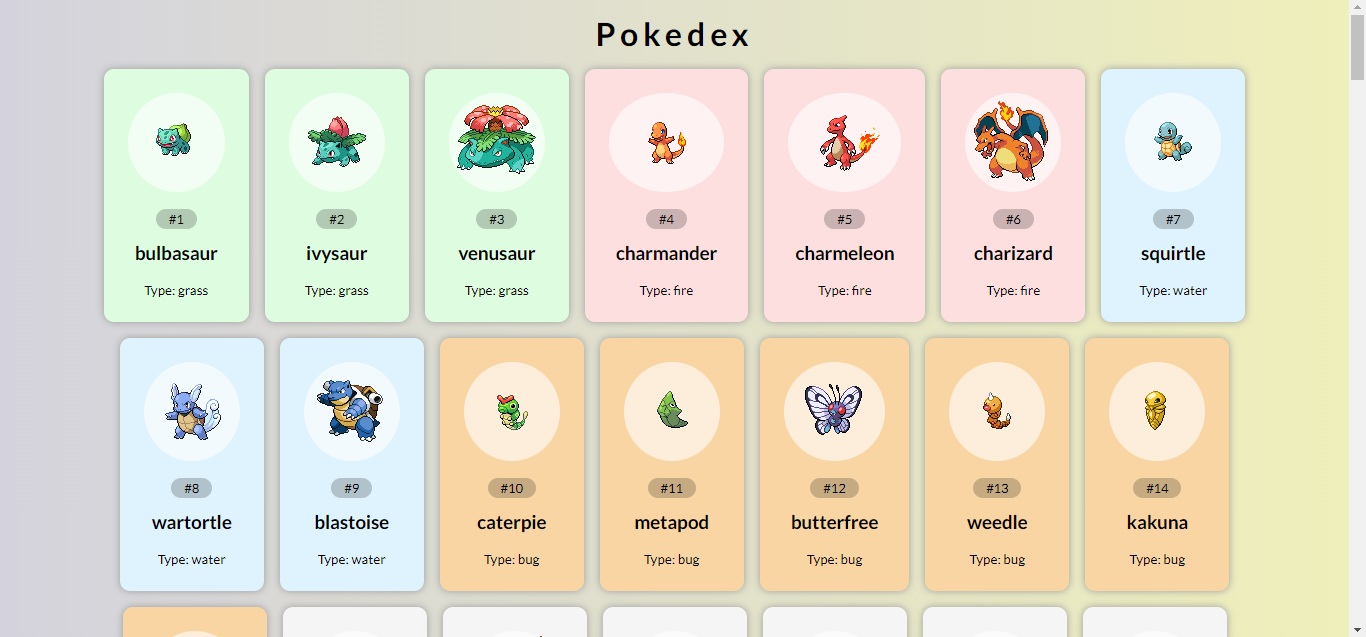 Pokedex
#1
bulbasaur
Type: grass
#2
ivysaur
Type: grass
#3
venusaur
Type: grass
#4
charmander
Type: fire
#5
charmeleon
Type: fire
#6
charizard
Type: fire
#7
squirtle
Type: water
#8
wartortle
Type: water
#9
blastoise
Type: water
#10
caterpie
Type: bug
#11
metapod
Type: bug
#12
butterfree
Type: bug
#13
weedle
Type: bug
#14
kakuna
Type: bug